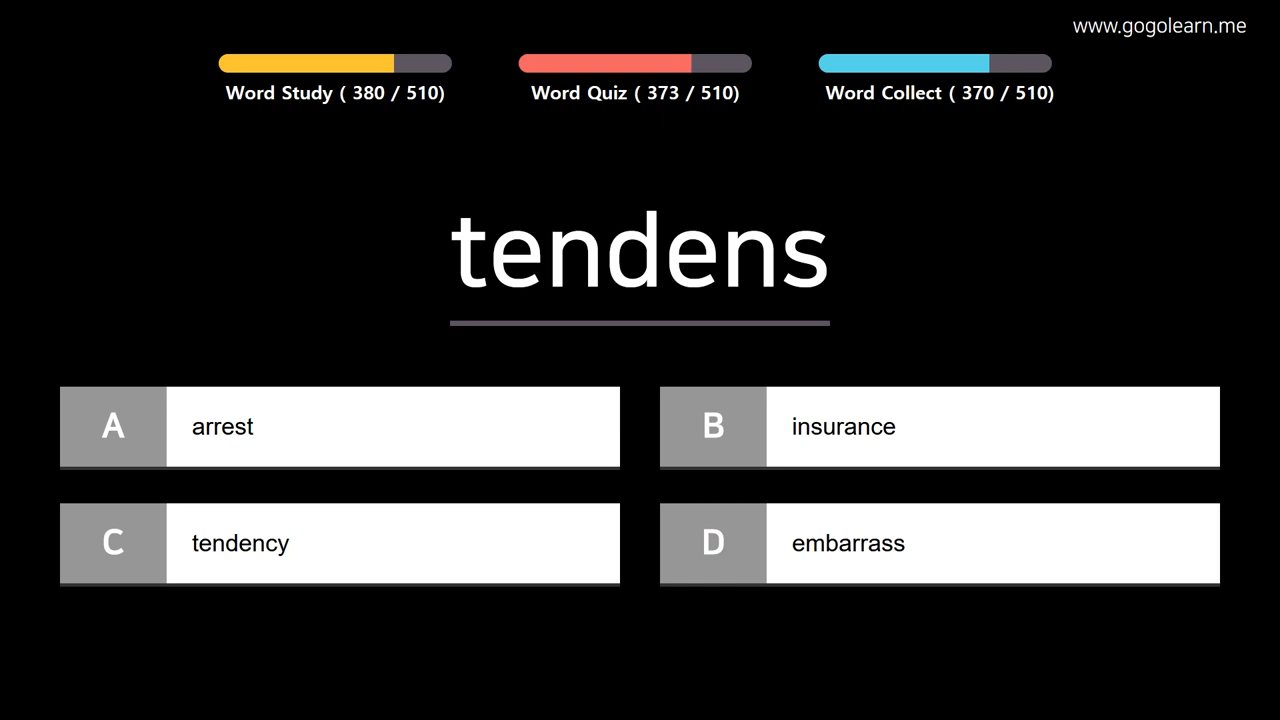 www.gogolearn.me
Word Study ( 380 / 510)
Word Quiz ( 373 / 510)
Word Collect ( 370 / 510)
tendens
A arrest
B insurance
C tendency
D embarrass